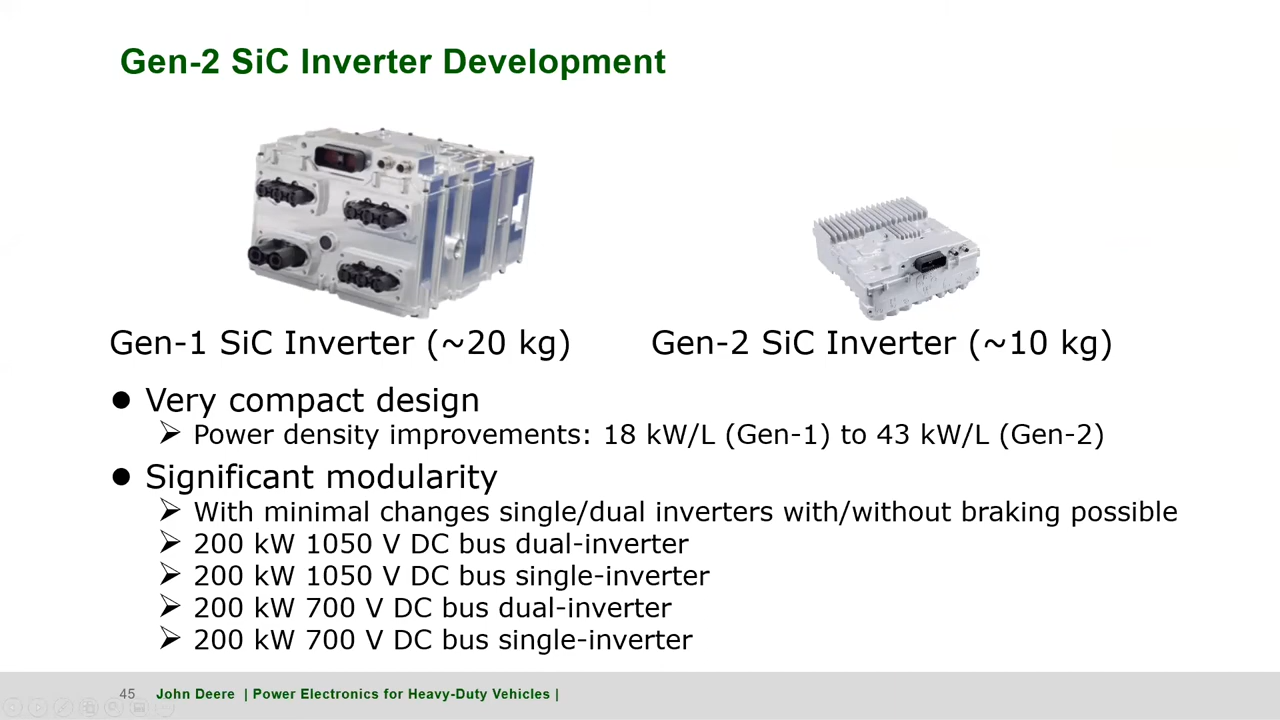 Gen-2 SiC Inverter Development
Gen-1 SiC Inverter (~20 kg)
Gen-2 SiC Inverter (~10 kg)
● Very compact design
➢ Power density improvements: 18 kW/L (Gen-1) to 43 kW/L (Gen-2)
● Significant modularity
➢ With minimal changes single/dual inverters with/without braking possible
➢ 200 kW 1050 V DC bus dual-inverter
➢ 200 kW 1050 V DC bus single-inverter
➢ 200 kW 700 V DC bus dual-inverter
➢ 200 kW 700 V DC bus single-inverter
45 John Deere | Power Electronics for Heavy-Duty Vehicles |